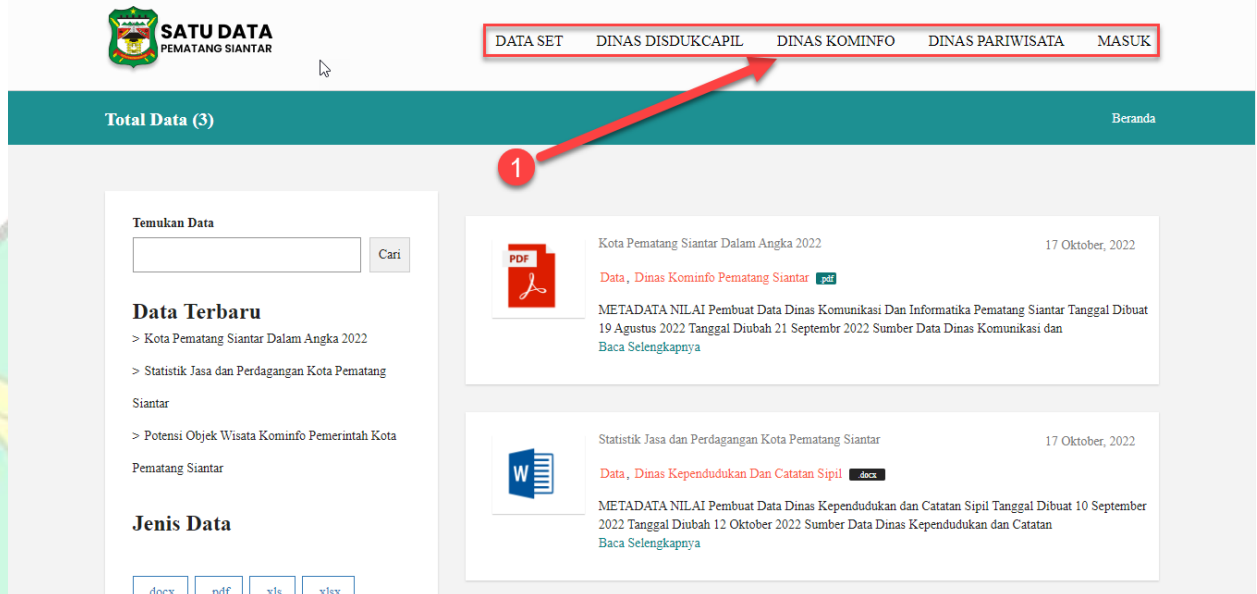 SATU DATA
PEMATANG SIANTAR
DATA SET DINAS DISDUKCAPIL DINAS KOMINFO DINAS PARIWISATA MASUK
Total Data (3)
Beranda
1
Temukan Data
Cari
Data Terbaru
> Kota Pematang Siantar Dalam Angka 2022
> Statistik Jasa dan Perdagangan Kota Pematang
Siantar
> Potensi Objek Wisata Kominfo Pemerintah Kota
Pematang Siantar
Jenis Data
.docx .pdf .xls .xlsx
PDF
Kota Pematang Siantar Dalam Angka 2022
17 Oktober, 2022
Data, Dinas Kominfo Pematang Siantar .pdf
METADATA NILAI Pembuat Data Dinas Komunikasi Dan Informatika Pematang Siantar Tanggal Dibuat
19 Agustus 2022 Tanggal Diubah 21 Septembr 2022 Sumber Data Dinas Komunikasi dan
Baca Selengkapnya
W
Statistik Jasa dan Perdagangan Kota Pematang Siantar
17 Oktober, 2022
Data, Dinas Kependudukan Dan Catatan Sipil .docx
METADATA NILAI Pembuat Data Dinas Kependudukan dan Catatan Sipil Tanggal Dibuat 10 September
2022 Tanggal Diubah 12 Oktober 2022 Sumber Data Dinas Kependudukan dan Catatan
Baca Selengkapnya